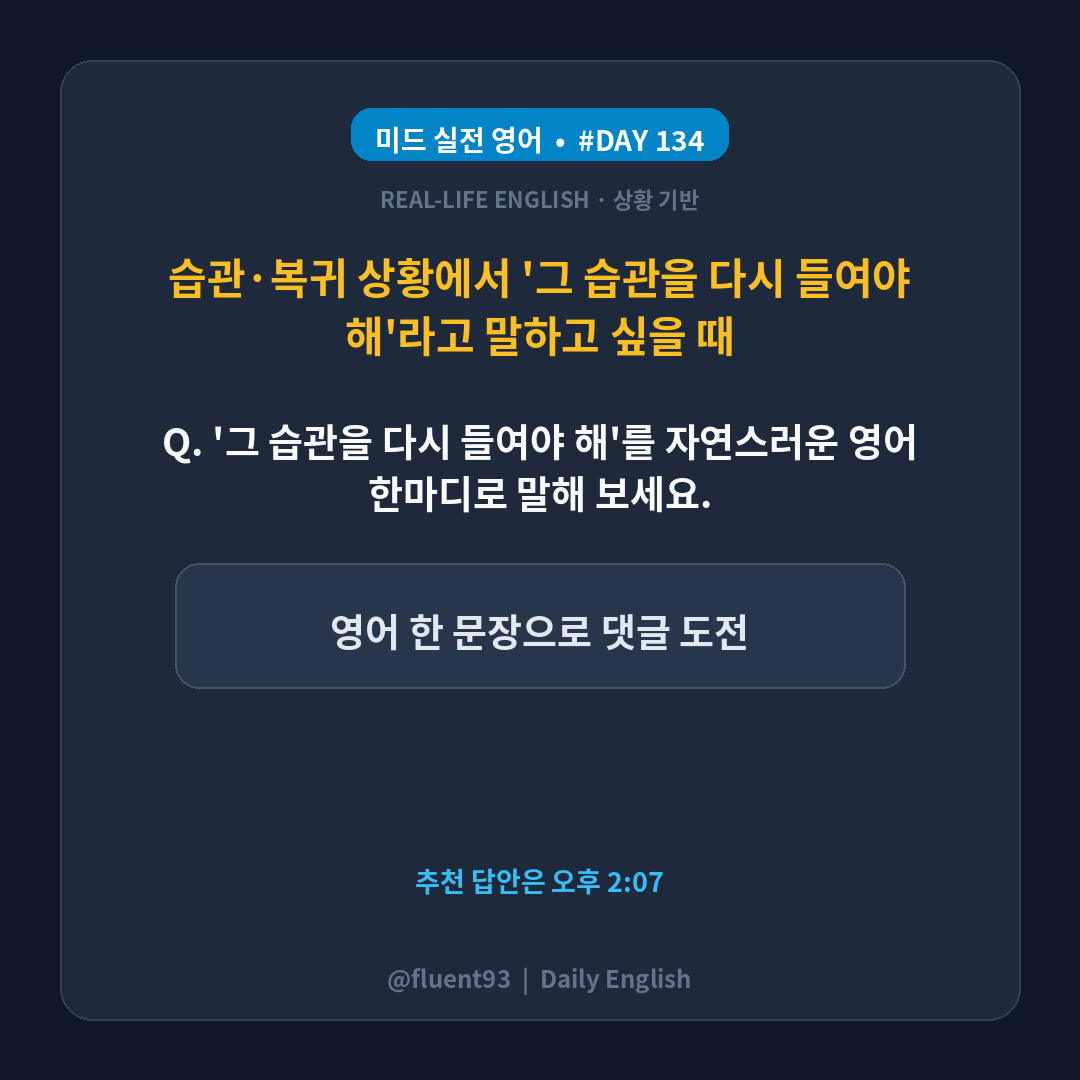 미드 실전 영어 • #DAY 134
REAL-LIFE ENGLISH · 상황 기반
습관·복귀 상황에서 '그 습관을 다시 들여야
해'라고 말하고 싶을 때
Q. '그 습관을 다시 들여야 해'를 자연스러운 영어
한마디로 말해 보세요.
영어 한 문장으로 댓글 도전
추천 답안은 오후 2:07
@fluent93 | Daily English